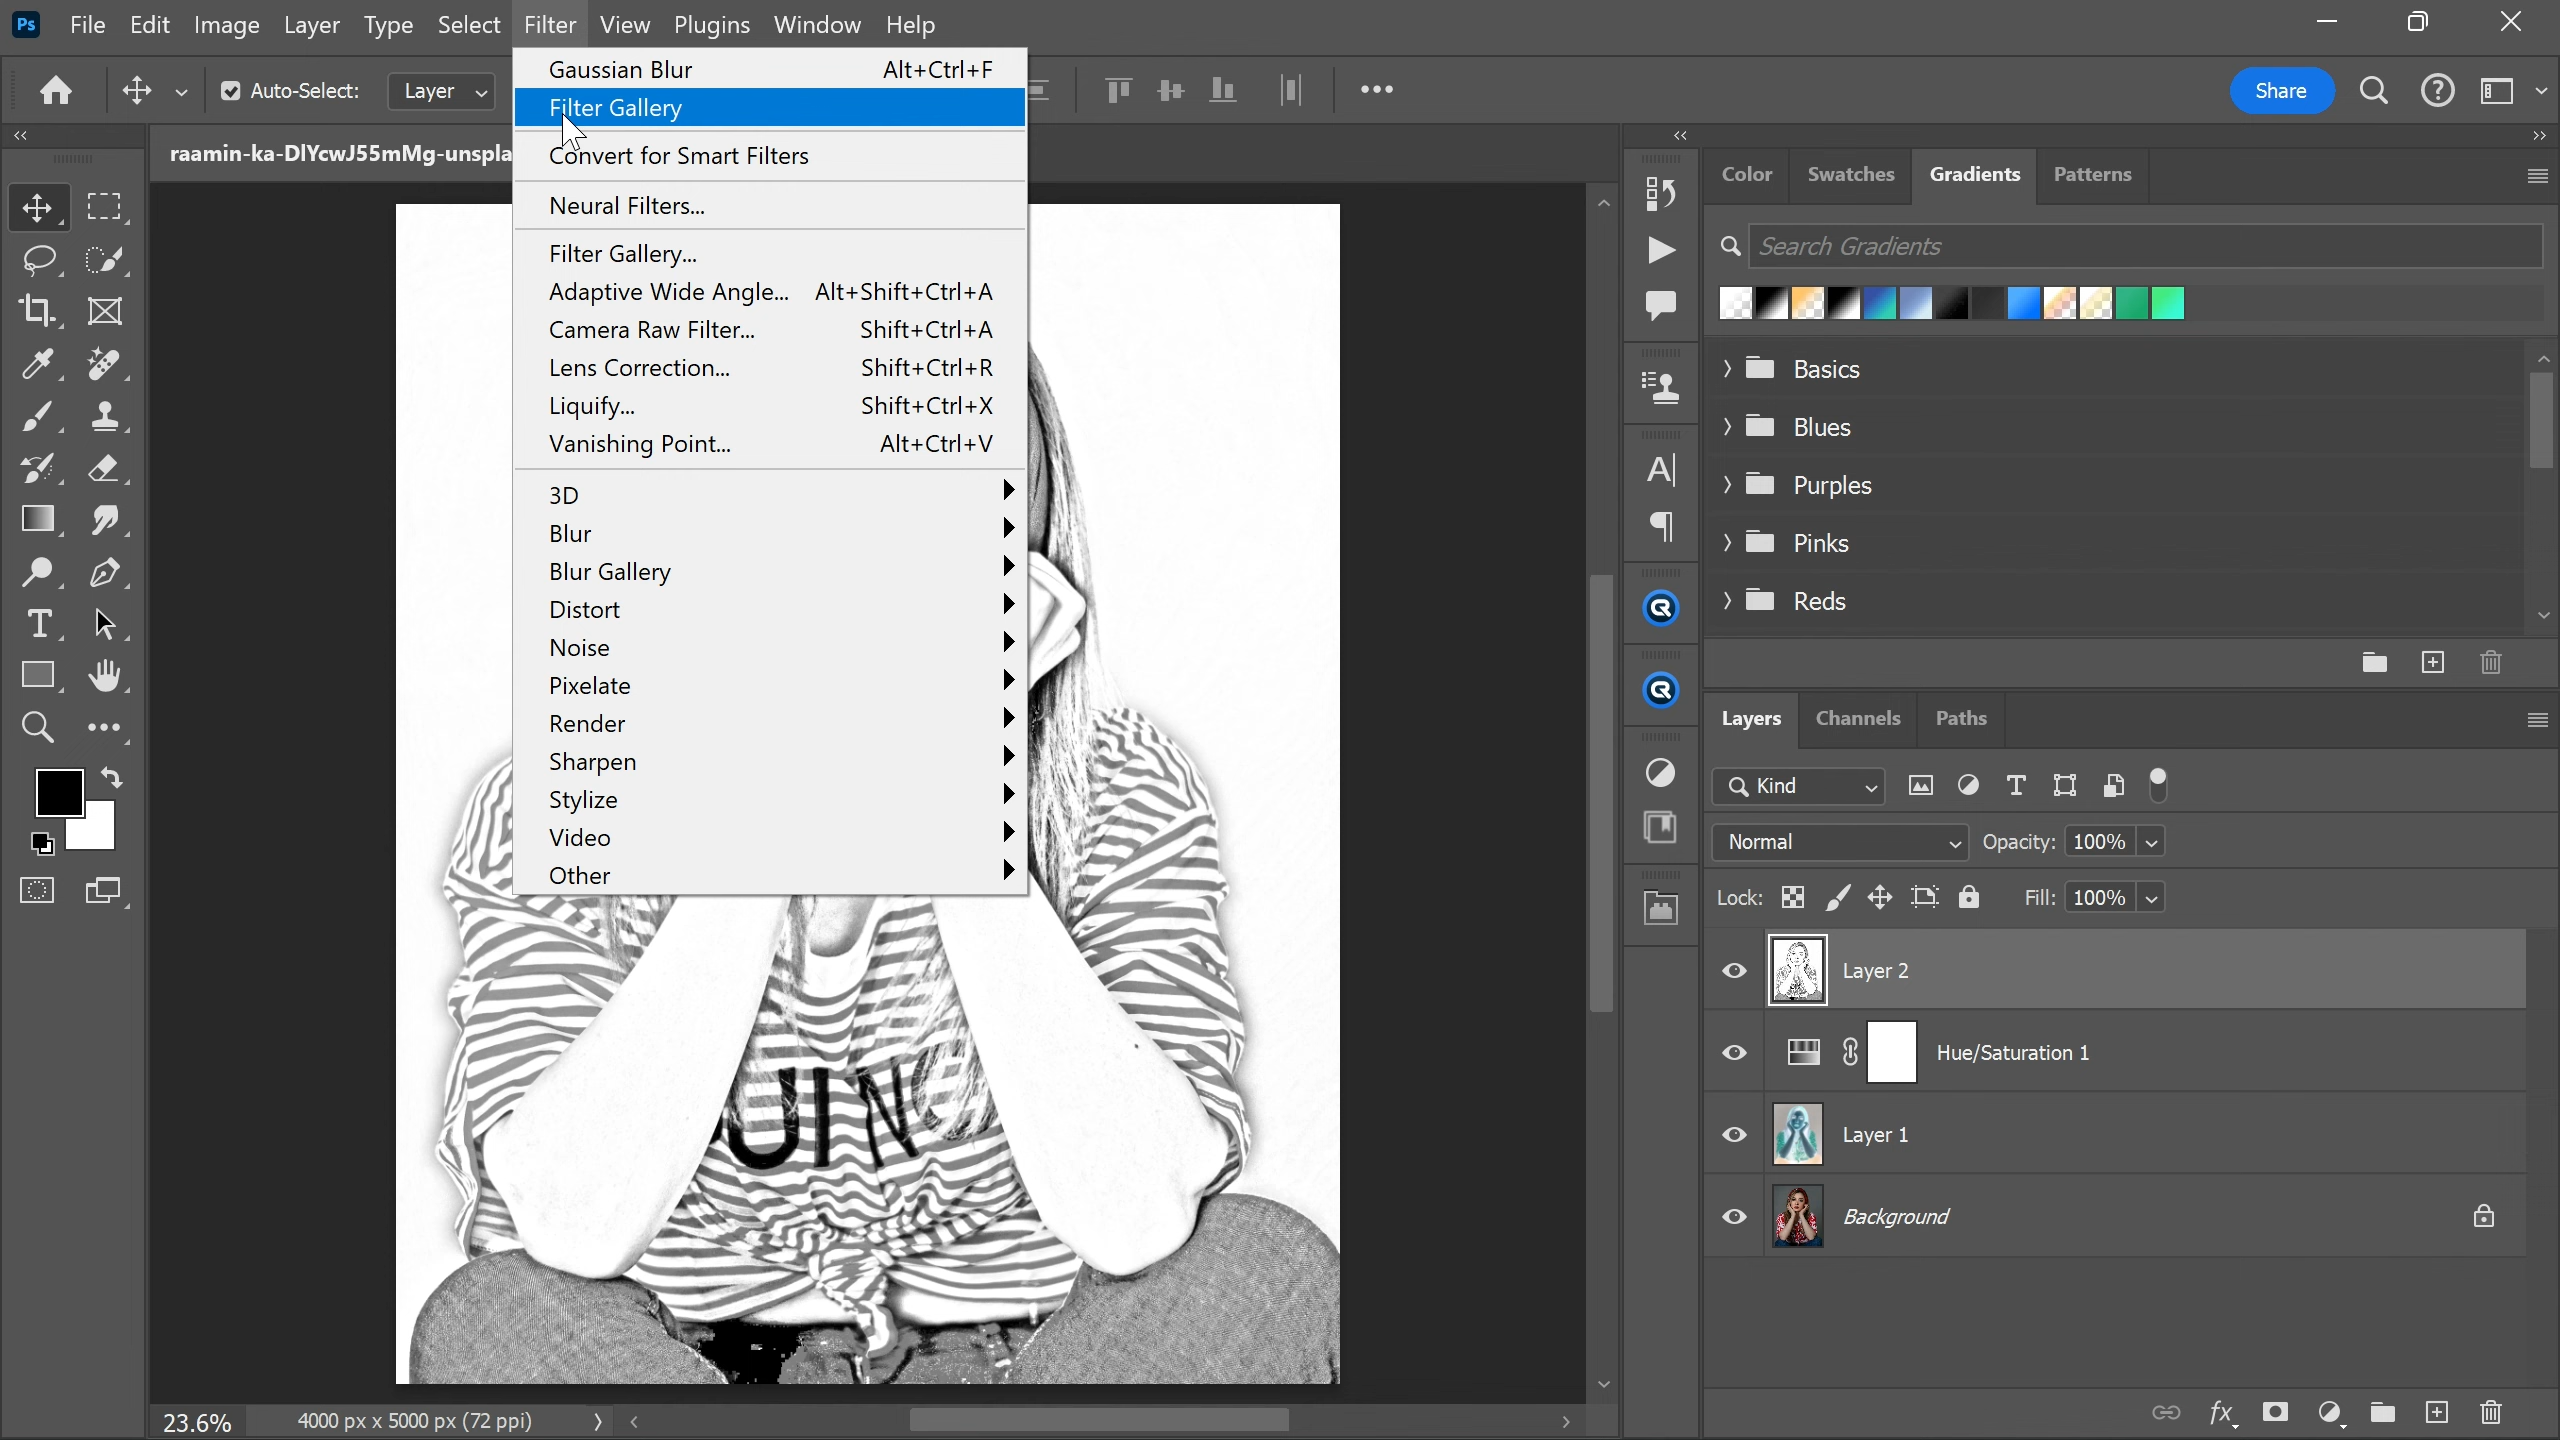 Ps File Edit Image Layer Type Select Filter View Plugins Window Help
Auto-Select: Layer
Share
raamin-ka-DlYcwJ55mMg-unspla
Gaussian Blur Alt+Ctrl+F
Filter Gallery
Convert for Smart Filters
Neural Filters...
Filter Gallery...
Adaptive Wide Angle... Alt+Shift+Ctrl+A
Camera Raw Filter... Shift+Ctrl+A
Lens Correction... Shift+Ctrl+R
Liquify... Shift+Ctrl+X
Vanishing Point... Alt+Ctrl+V
3D
Blur
Blur Gallery
Distort
Noise
Pixelate
Render
Sharpen
Stylize
Video
Other
UING
23.6% 4000 px x 5000 px (72 ppi)
Color Swatches Gradients Patterns
Search Gradients
Basics
Blues
Purples
Pinks
Reds
Layers Channels Paths
Kind
Normal Opacity: 100%
Lock: Fill: 100%
Layer 2
Hue/Saturation 1
Layer 1
Background